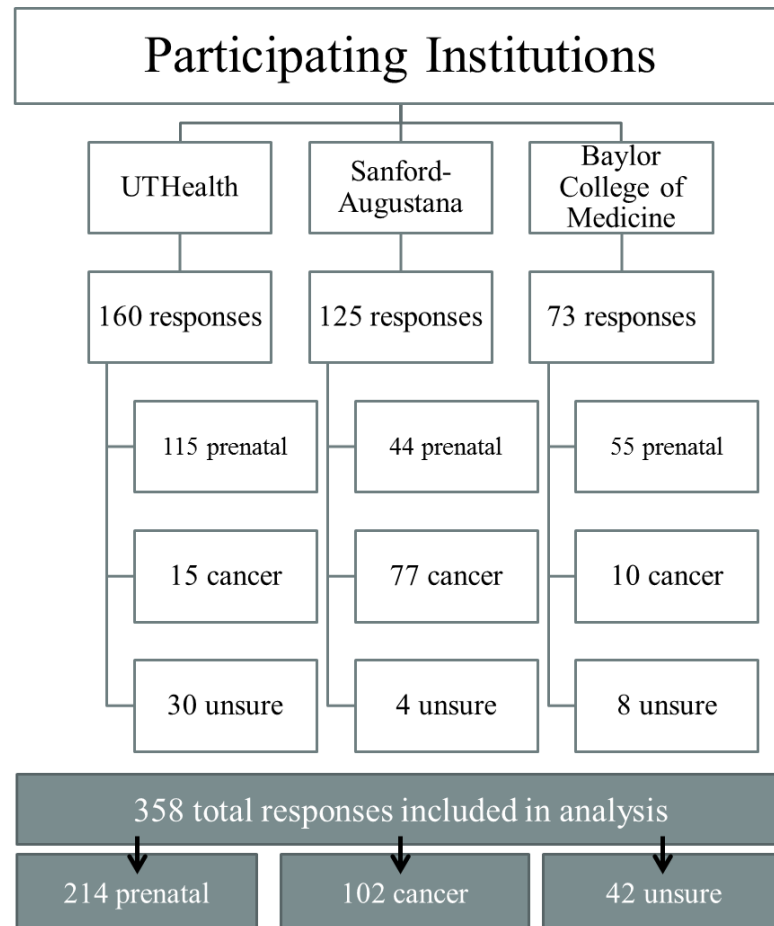 Participating Institutions
UTHealth
Sanford-
Augustana
Baylor
College of
Medicine
160 responses
125 responses
73 responses
115 prenatal
44 prenatal
55 prenatal
15 cancer
77 cancer
10 cancer
30 unsure
4 unsure
8 unsure
358 total responses included in analysis
214 prenatal
102 cancer
42 unsure